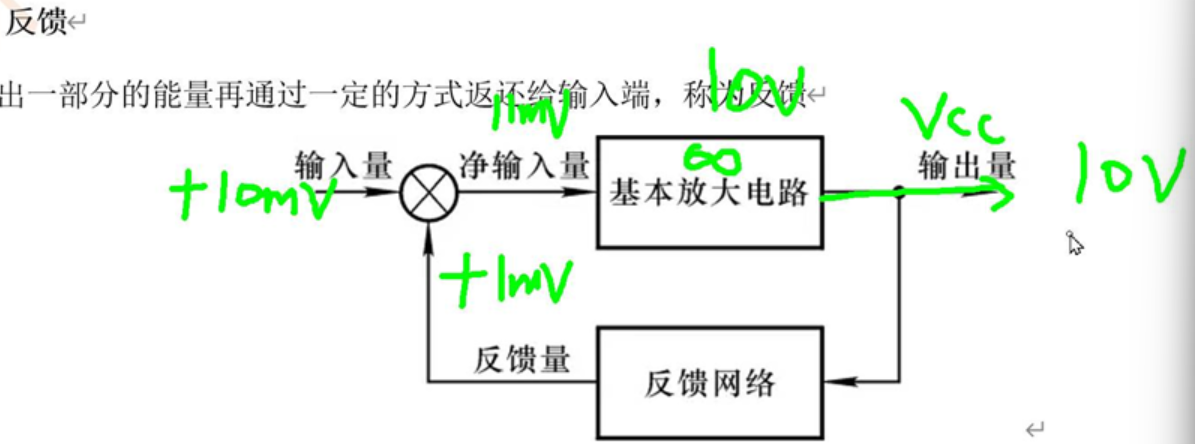 反馈
出一部分的能量再通过一定的方式返还给输入端，称为反馈
10V
11mV
VCC
输入量
净输入量
∞
输出量
10V
+10mV
基本放大电路
+1mV
反馈量
反馈网络